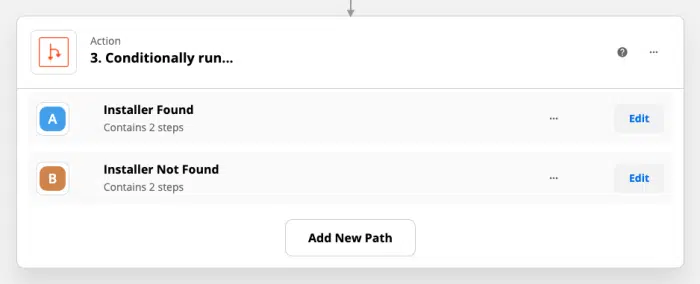 Action
3. Conditionally run...
?
...
A
Installer Found
Contains 2 steps
...
Edit
B
Installer Not Found
Contains 2 steps
...
Edit
Add New Path